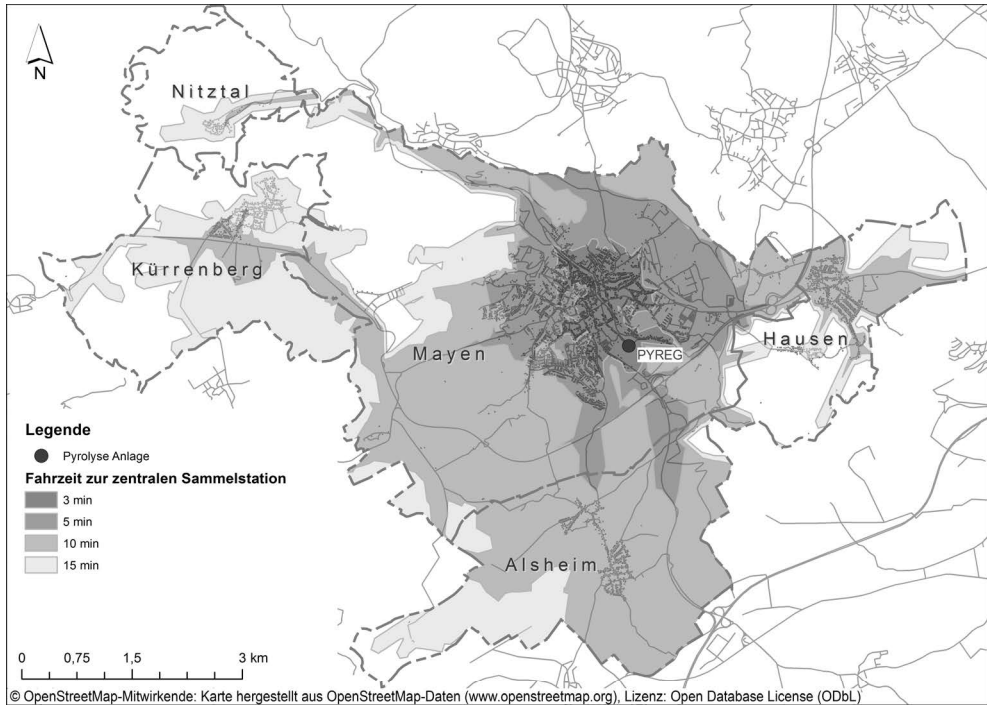 N
Nitztal
Kürrenberg
Mayen
PYREG
Hausen
Alsheim
Legende
Pyrolyse Anlage
Fahrzeit zur zentralen Sammelstation
3 min
5 min
10 min
15 min
0 0,75 1,5 3 km
© OpenStreetMap-Mitwirkende: Karte hergestellt aus OpenStreetMap-Daten (www.openstreetmap.org), Lizenz: Open Database License (ODbL)